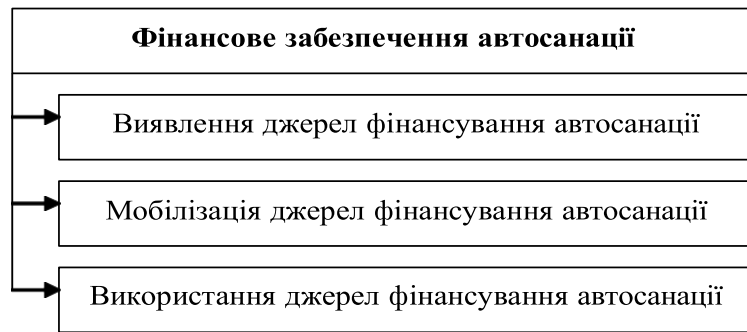 Фінансове забезпечення автосанації
Виявлення джерел фінансування автосанації
Мобілізація джерел фінансування автосанації
Використання джерел фінансування автосанації